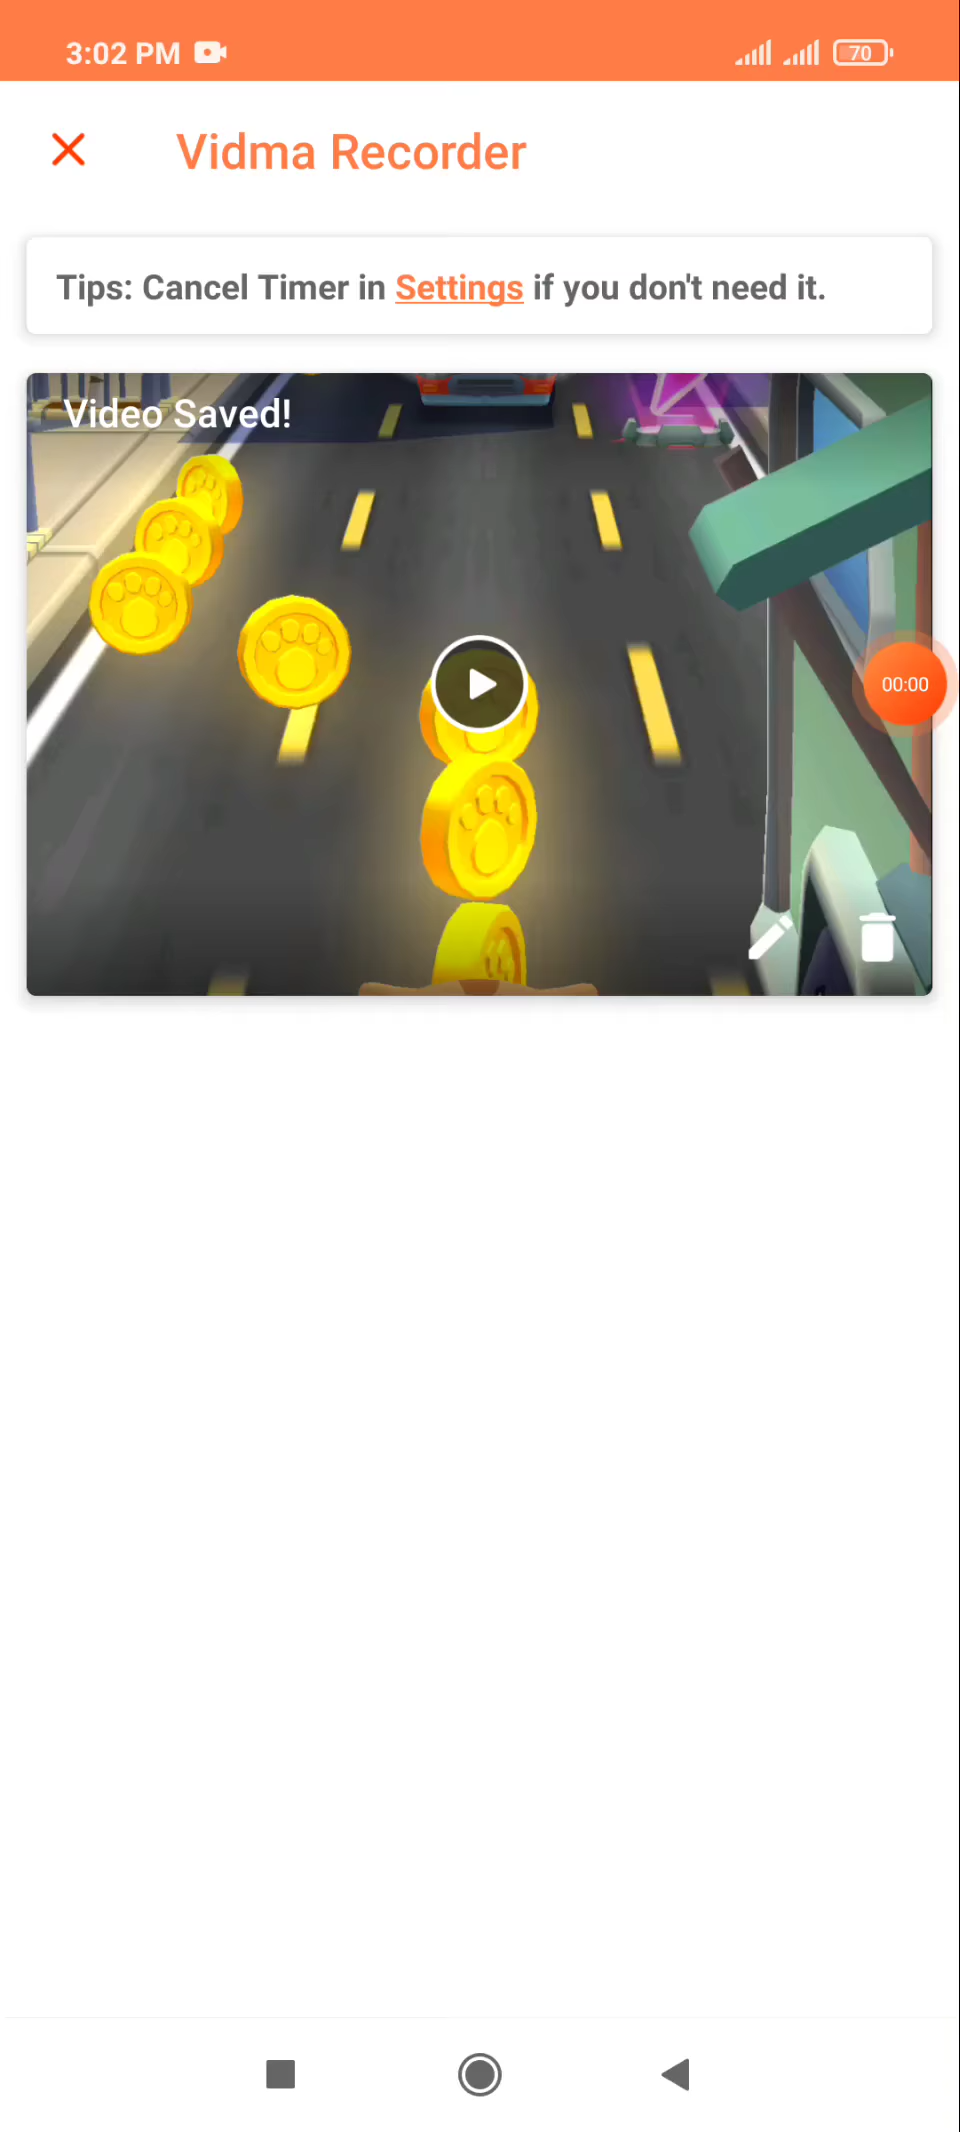 3:02 PM
70
Vidma Recorder
Tips: Cancel Timer in Settings if you don't need it.
Video Saved!
00:00